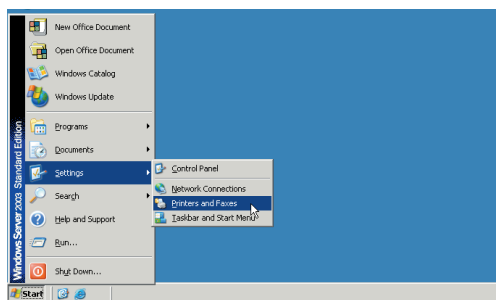 New Office Document
Open Office Document
Windows Catalog
Windows Update
Programs
Documents
Settings
Search
Help and Support
Run...
Shut Down...
Control Panel
Network Connections
Printers and Faxes
Taskbar and Start Menu
Windows Server 2003 Standard Edition
Start